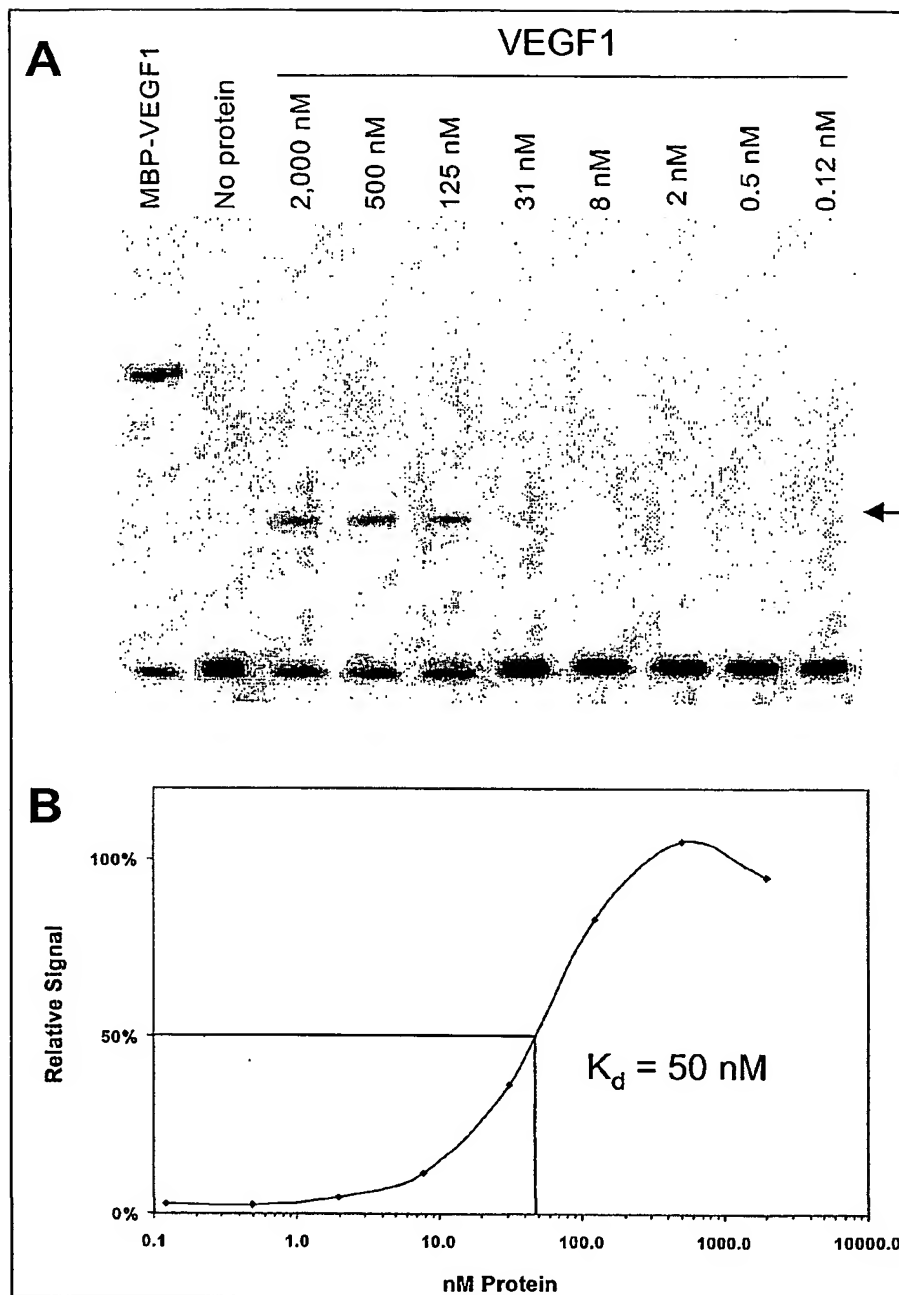 A
VEGF1
MBP-VEGF1
No protein
2,000 nM
500 nM
125 nM
31 nM
8 nM
2 nM
0.5 nM
0.12 nM
B
100%
50%
0%
Relative Signal
K_d = 50 nM
0.1
1.0
10.0
100.0
1000.0
10000.0
nM Protein